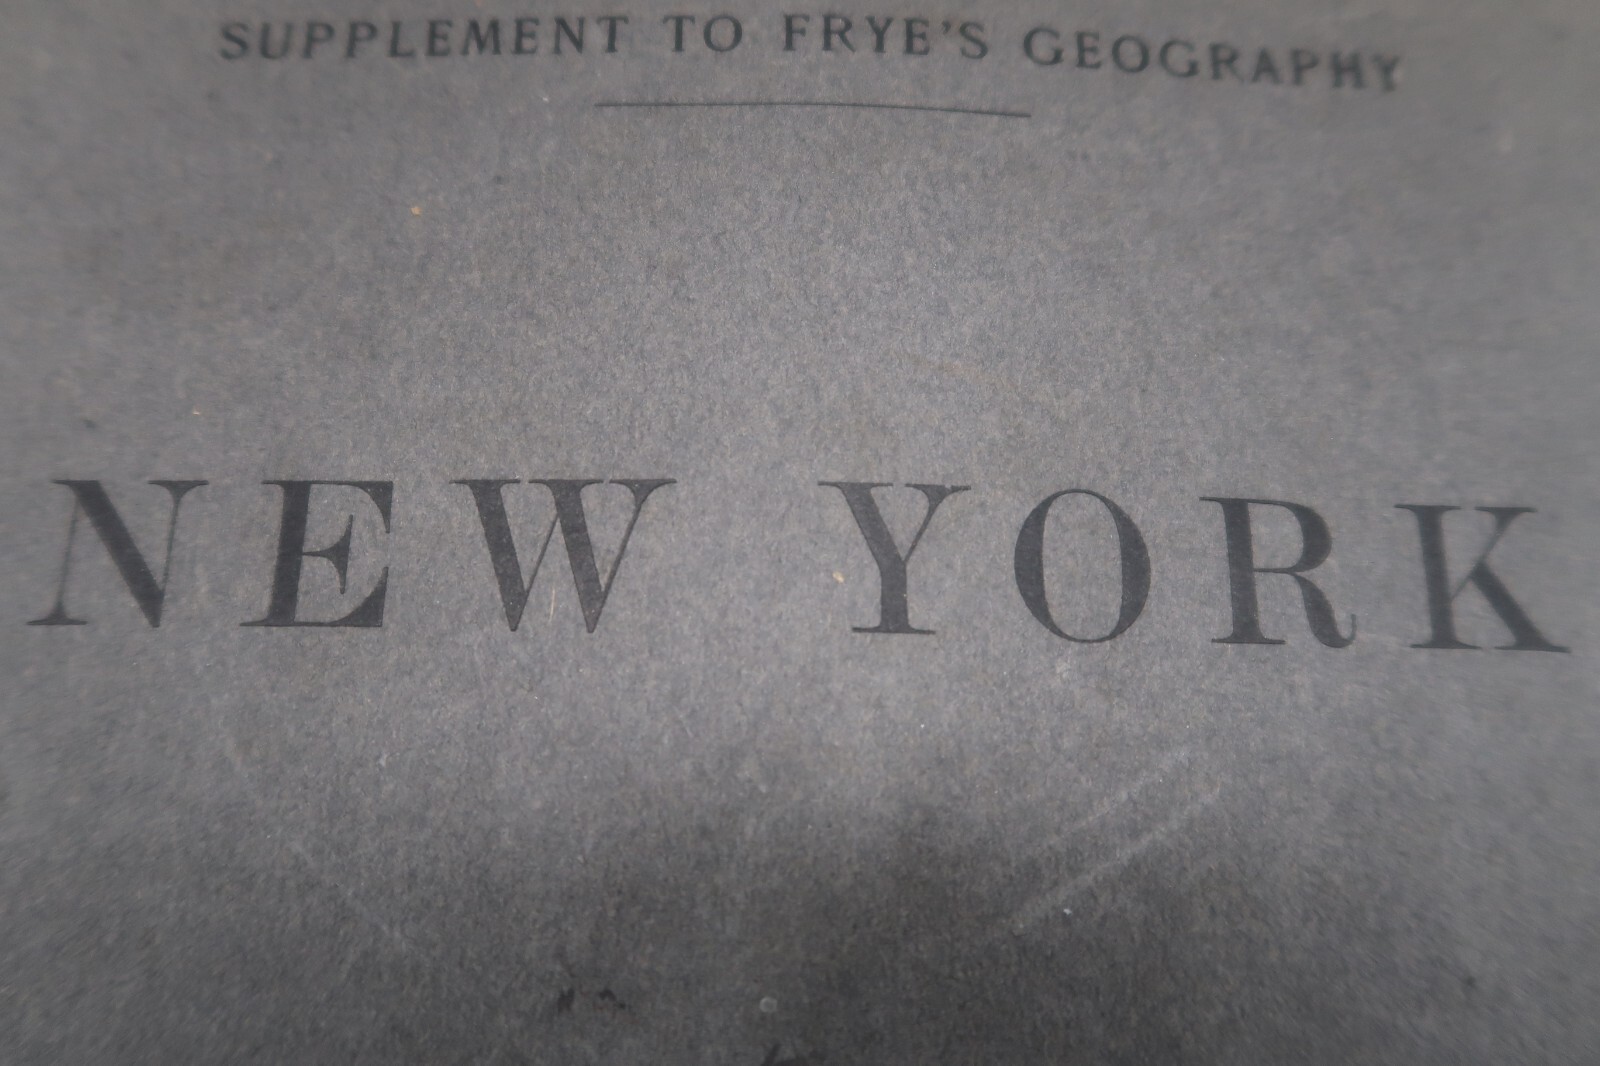 SUPPLEMENT TO FRYE'S GEOGRAPHY
NEW YORK